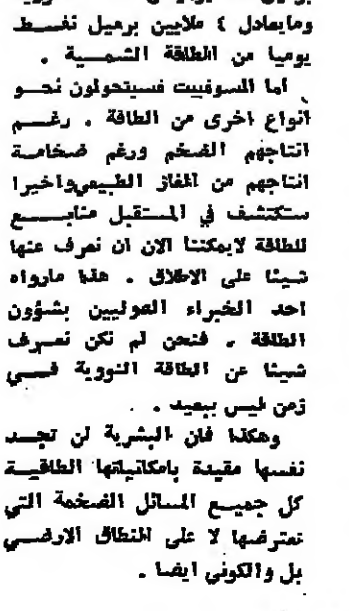 ومايعادل ٤ ملايين برميل نفسط
يوميا من الطاقة الشمسية .
اما السوفييت فسيتحولون نحو
أنواع اخرى من الطاقة . رغم
انتاجهم الضخم ورغم ضخامة
انتاجهم من الغاز الطبيعي واخيرا
ستكتشف في المستقبل منابع
للطاقة لايمكننا الان ان نعرف عنها
شيئا على الاطلاق . هذا مارواه
احد الخبراء الدوليين بشؤون
الطاقة . فنحن لم نكن نعرف
شيئا عن الطاقة النووية في
زمن ليس ببعيد .
وهكذا فان البشرية لن تجد
نفسها مقيدة بامكانياتها الطاقية
كل جميع المسائل الضخمة التي
تعترضها لا على النطاق الارضي
بل والكوني ايضا .